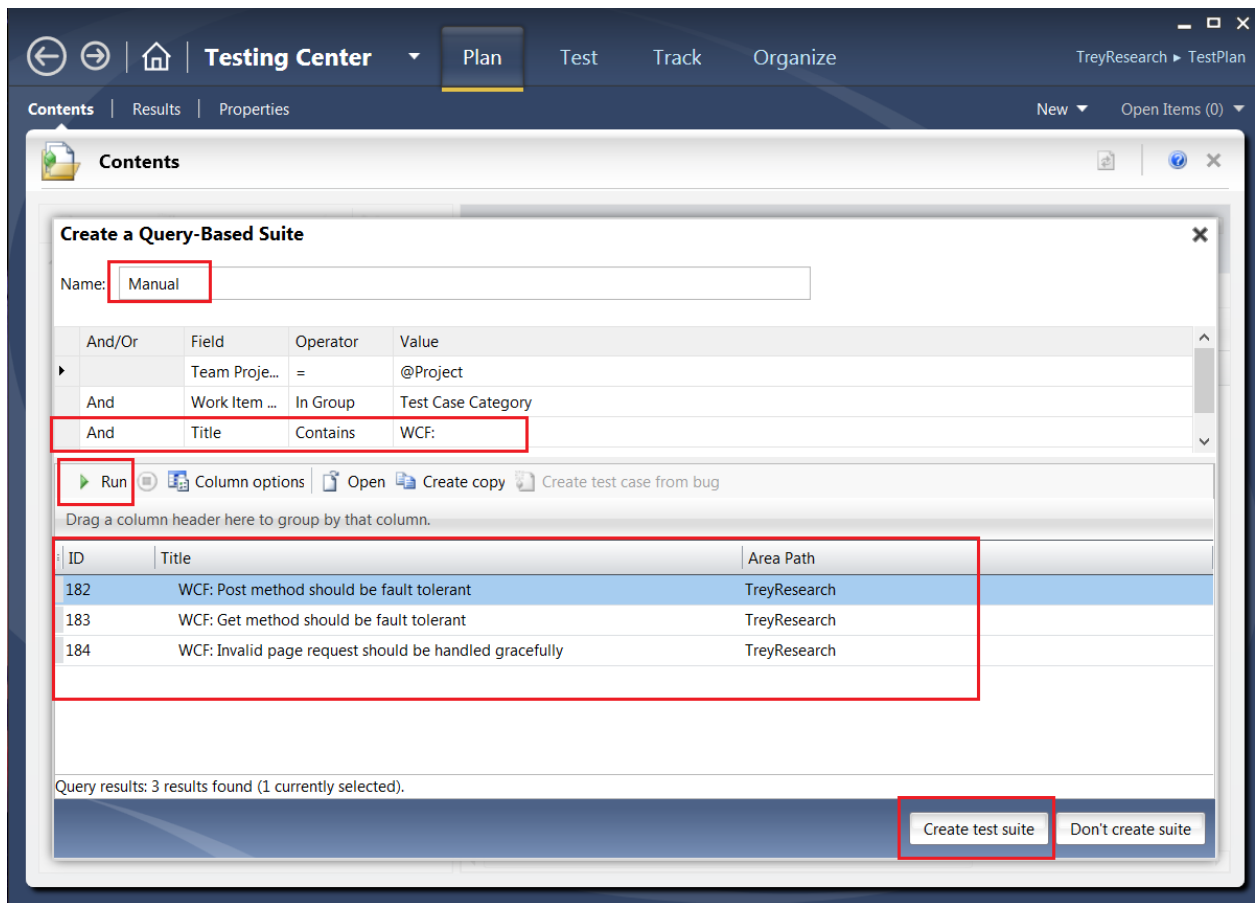 Testing Center Plan Test Track Organize TreyResearch ▸ TestPlan
Contents | Results | Properties New Open Items (0)
Contents
Create a Query-Based Suite
Name: Manual
And/Or Field Operator Value
Team Proje... = @Project
And Work Item ... In Group Test Case Category
And Title Contains WCF:
Run Column options Open Create copy Create test case from bug
Drag a column header here to group by that column.
ID Title Area Path
182 WCF: Post method should be fault tolerant TreyResearch
183 WCF: Get method should be fault tolerant TreyResearch
184 WCF: Invalid page request should be handled gracefully TreyResearch
Query results: 3 results found (1 currently selected).
Create test suite Don't create suite